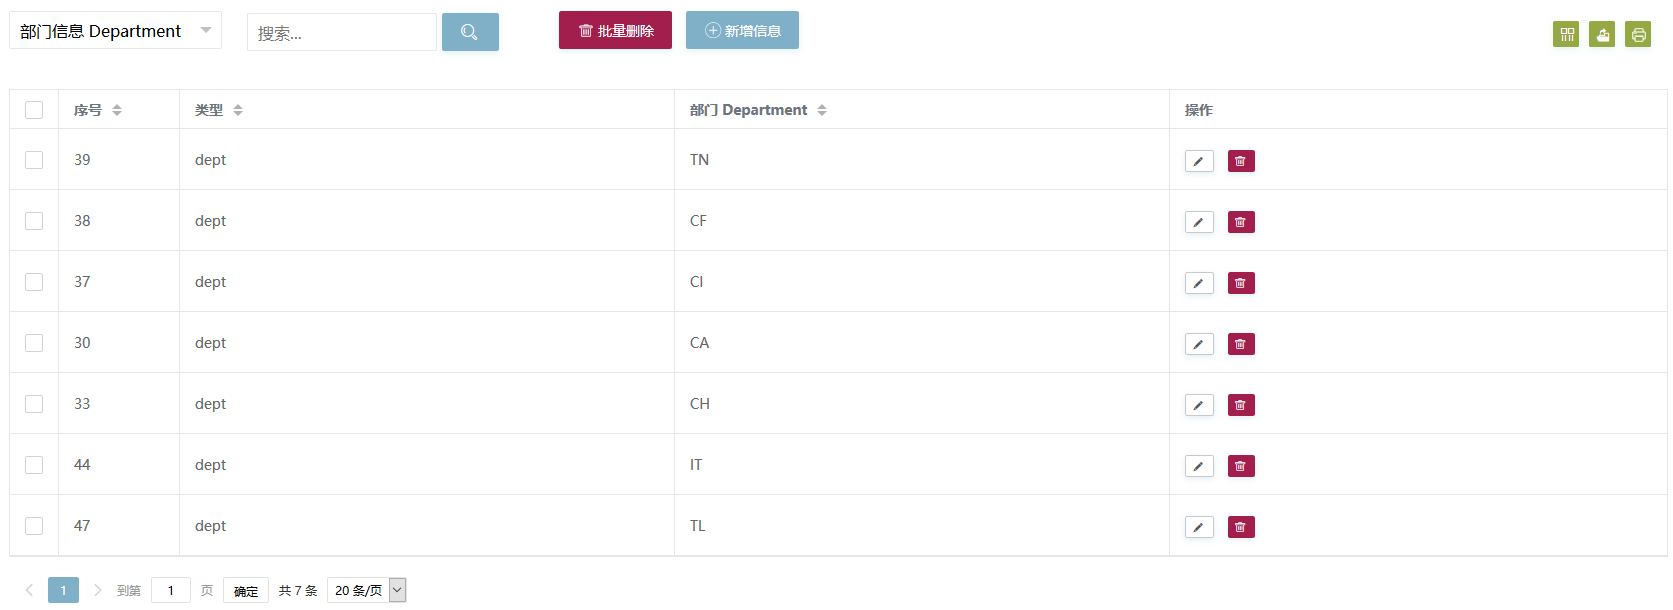 部门信息 Department 搜索... 批量删除 新增信息
序号 类型 部门 Department 操作
39 dept TN
38 dept CF
37 dept CI
30 dept CA
33 dept CH
44 dept IT
47 dept TL
1 到第 1 页 确定 共 7 条 20 条/页